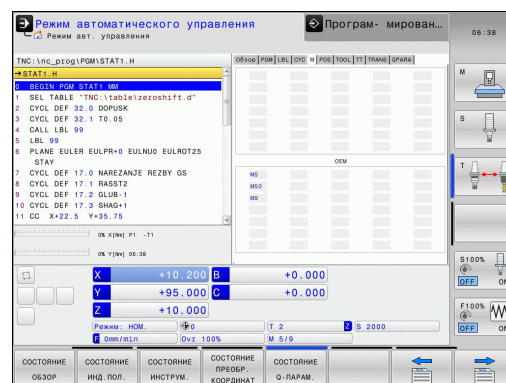 Режим автоматического управления
Режим авт. управления
Програм- мирован...
06:38
TNC:\nc_prog\PGM\STAT1.H
→STAT1.H
0 BEGIN PGM STAT1 MM
1 SEL TABLE "TNC:\table\zeroshift.d"
2 CYCL DEF 32.0 DOPUSK
3 CYCL DEF 32.1 T0.05
4 CALL LBL 99
5 LBL 99
6 PLANE EULER EULPR+0 EULNU0 EULROT25
STAY
7 CYCL DEF 17.0 NAREZANJE REZBY GS
8 CYCL DEF 17.1 RASST2
9 CYCL DEF 17.2 GLUB-1
10 CYCL DEF 17.3 SHAG+1
11 CC X+22.5 Y+35.75
Обзор PGM LBL CYC M POS TOOL TT TRANS QPARA
OEM
M5
M50
M9
0% X[Nm] P1 -T1
0% Y[Nm] 06:38
X +10.200 B +0.000
Y +95.000 C +0.000
Z +10.000
Режим: НОМ. 0 T 2 Z S 2000
F 0mm/min Ovr 100% M 5/9
M
S
T
S100%
OFF ON
F100%
OFF ON
СОСТОЯНИЕ ОБЗОР
СОСТОЯНИЕ ИНД.ПОЛ.
СОСТОЯНИЕ ИНСТРУМ.
СОСТОЯНИЕ ПРЕОБР. КООРДИНАТ
СОСТОЯНИЕ Q-ПАРАМ.